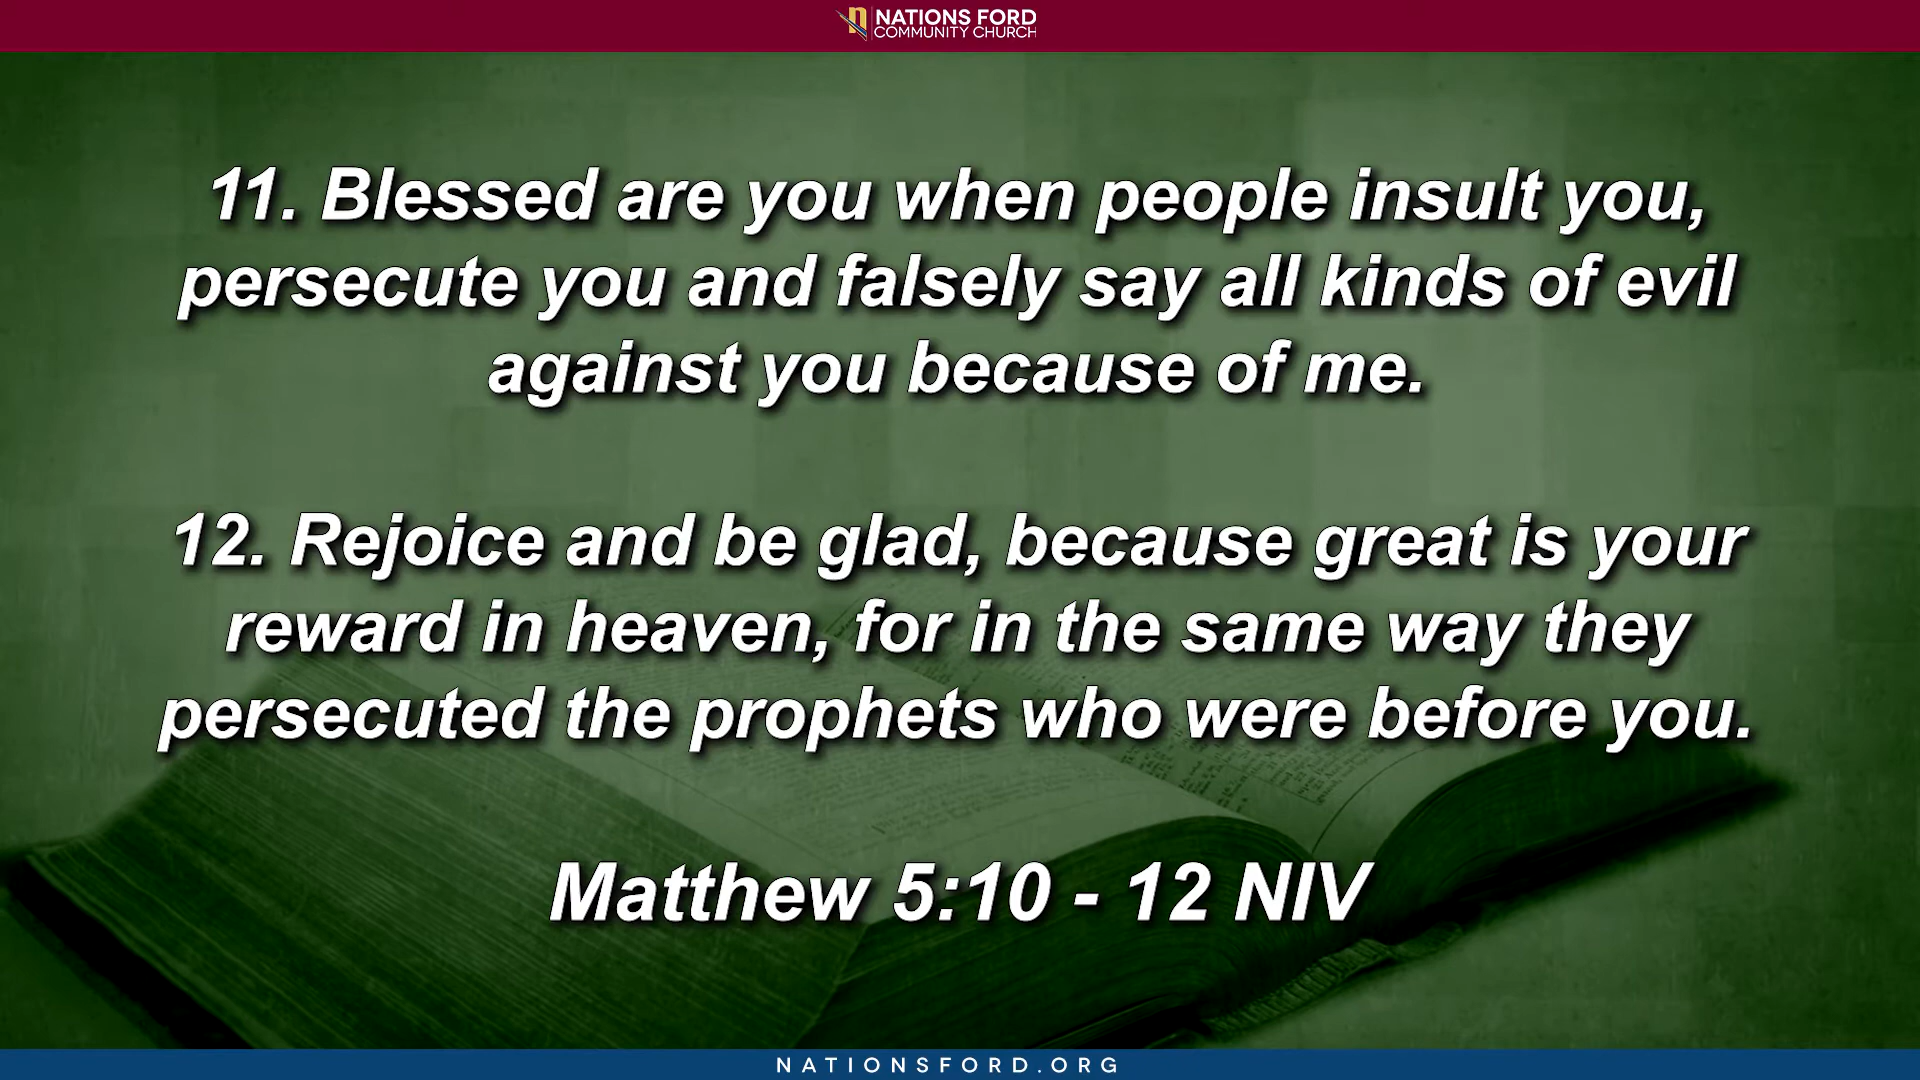 NATIONS FORD
COMMUNITY CHURCH
11. Blessed are you when people insult you,
persecute you and falsely say all kinds of evil
against you because of me.
12. Rejoice and be glad, because great is your
reward in heaven, for in the same way they
persecuted the prophets who were before you.
Matthew 5:10 - 12 NIV
NATIONSFORD.ORG